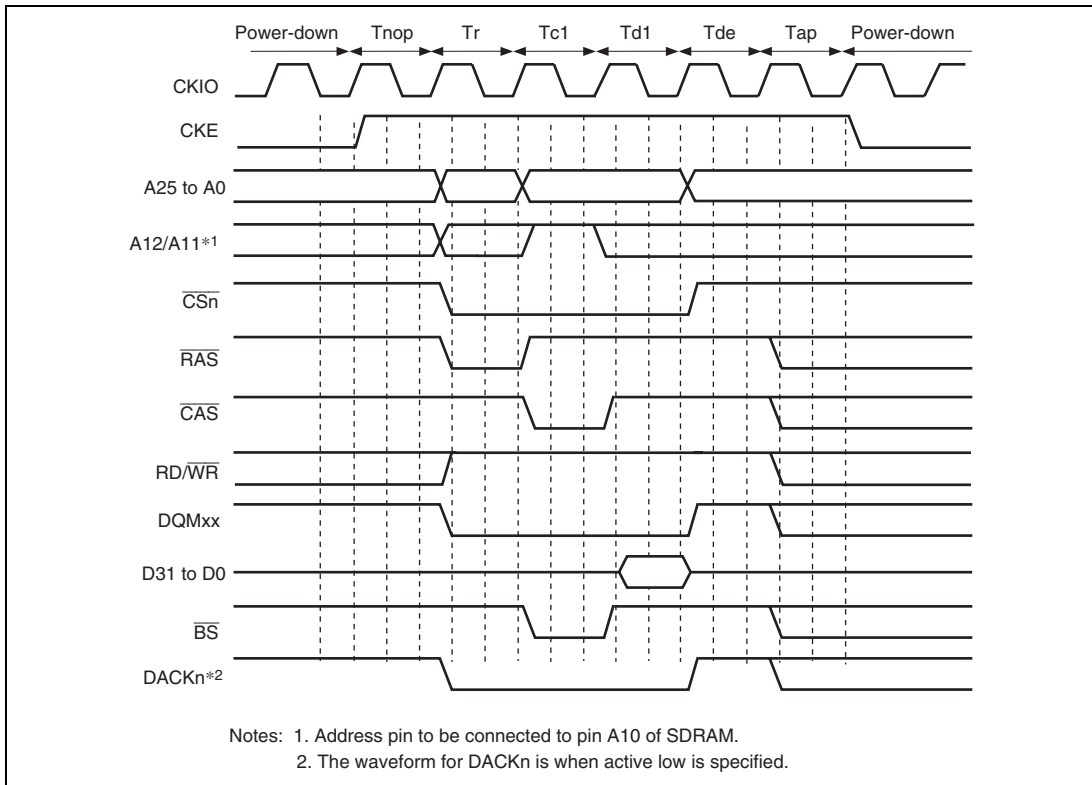 Power-down Tnop Tr Tc1 Td1 Tde Tap Power-down
CKIO
CKE
A25 to A0
A12/A11*1
CSn
RAS
CAS
RD/WR
DQMxx
D31 to D0
BS
DACKn*2
Notes: 1. Address pin to be connected to pin A10 of SDRAM.
2. The waveform for DACKn is when active low is specified.